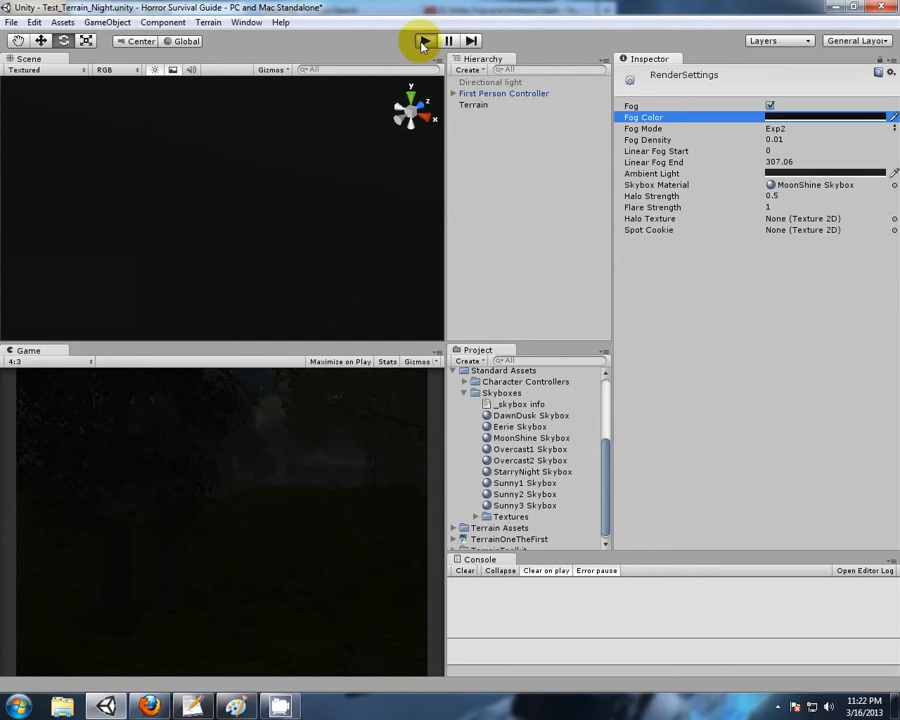 Unity - Test_Terrain_Night.unity - Horror Survival Guide - PC and Mac Standalone*
File Edit Assets GameObject Component Terrain Window Help
Center Global Layers General Layou
Scene
Textured RGB Gizmos All
y
z
x
Hierarchy
Create All
Directional light
First Person Controller
Terrain
Inspector
RenderSettings
Fog
Fog Color
Fog Mode Exp2
Fog Density 0.01
Linear Fog Start 0
Linear Fog End 307.06
Ambient Light
Skybox Material MoonShine Skybox
Halo Strength 0.5
Flare Strength 1
Halo Texture None (Texture 2D)
Spot Cookie None (Texture 2D)
Game
4:3 Maximize on Play Stats Gizmos
Project
Create All
Standard Assets
Character Controllers
Skyboxes
_skybox info
DawnDusk Skybox
Eerie Skybox
MoonShine Skybox
Overcast1 Skybox
Overcast2 Skybox
StarryNight Skybox
Sunny1 Skybox
Sunny2 Skybox
Sunny3 Skybox
Textures
Terrain Assets
TerrainOneTheFirst
TerrainToolkit
Console
Clear Collapse Clear on play Error pause Open Editor Log
11:22 PM
3/16/2013